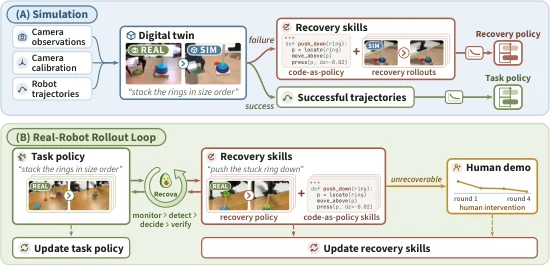 (A) Simulation
Camera
observations
Camera
calibration
Robot
trajectories
Digital twin
REAL
SIM
"stack the rings in size order"
failure
success
Recovery skills
def push_down(ring):
p = locate(ring)
move_above(p)
press(p, dz=-0.02)
code-as-policy
+
SIM
recovery rollouts
Successful trajectories
Recovery policy
Task policy
(B) Real-Robot Rollout Loop
Task policy
"stack the rings in size order"
REAL
Recova
monitor > detect >
decide > verify
Recovery skills
"push the stuck ring down"
REAL
recovery policy
+
def push_down(ring):
p = locate(ring)
move_above(p)
press(p, dz=-0.02)
code-as-policy skills
unrecoverable
Human demo
round 1
round 4
human intervention
Update task policy
Update recovery skills